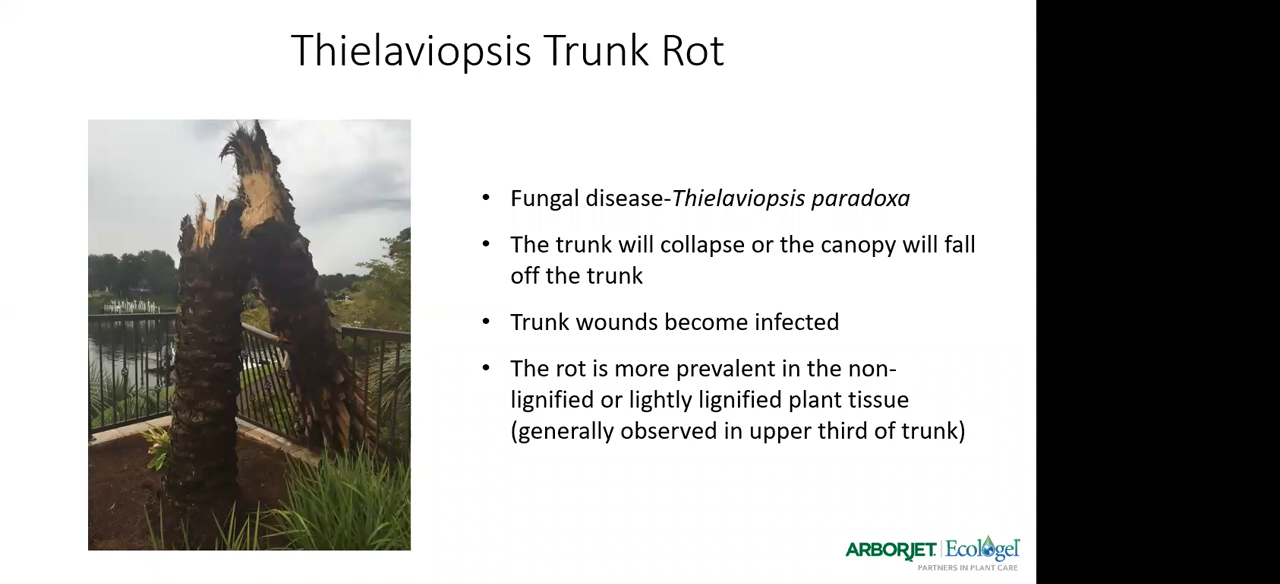 Thielaviopsis Trunk Rot
• Fungal disease-Thielaviopsis paradoxa
• The trunk will collapse or the canopy will fall
off the trunk
• Trunk wounds become infected
• The rot is more prevalent in the non-
lignified or lightly lignified plant tissue
(generally observed in upper third of trunk)
ARBORJET | Ecologel
PARTNERS IN PLANT CARE